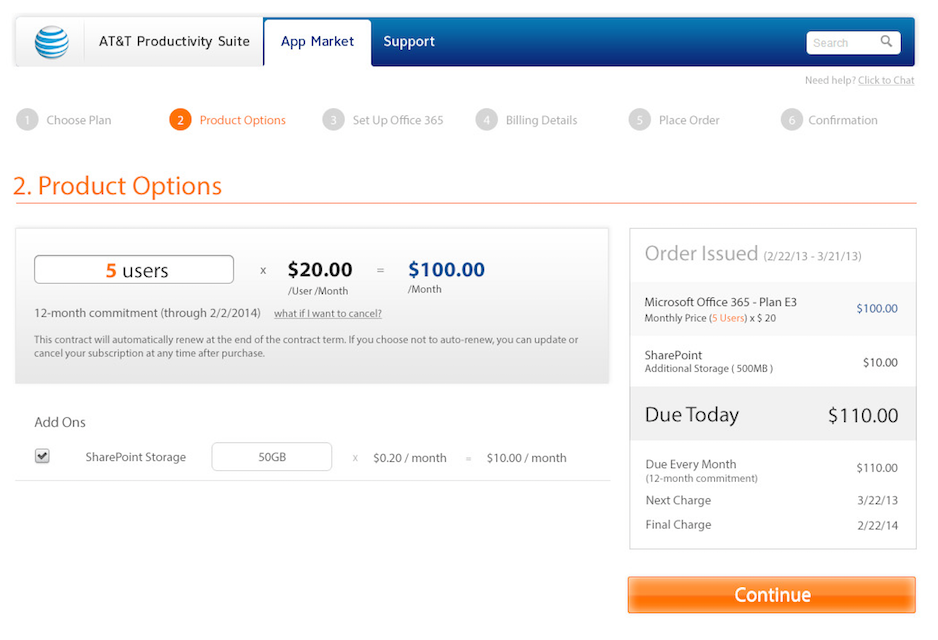 AT&T Productivity Suite
App Market
Support
Search
Need help? Click to Chat
1 Choose Plan
2 Product Options
3 Set Up Office 365
4 Billing Details
5 Place Order
6 Confirmation
2. Product Options
5 users x $20.00 = $100.00
/User /Month /Month
12-month commitment (through 2/2/2014) what if I want to cancel?
This contract will automatically renew at the end of the contract term. If you choose not to auto-renew, you can update or
cancel your subscription at any time after purchase.
Add Ons
SharePoint Storage 50GB x $0.20 / month = $10.00 / month
Order Issued (2/22/13 - 3/21/13)
Microsoft Office 365 - Plan E3 $100.00
Monthly Price (5 Users) x $ 20
SharePoint $10.00
Additional Storage ( 500MB )
Due Today $110.00
Due Every Month $110.00
(12-month commitment)
Next Charge 3/22/13
Final Charge 2/22/14
Continue